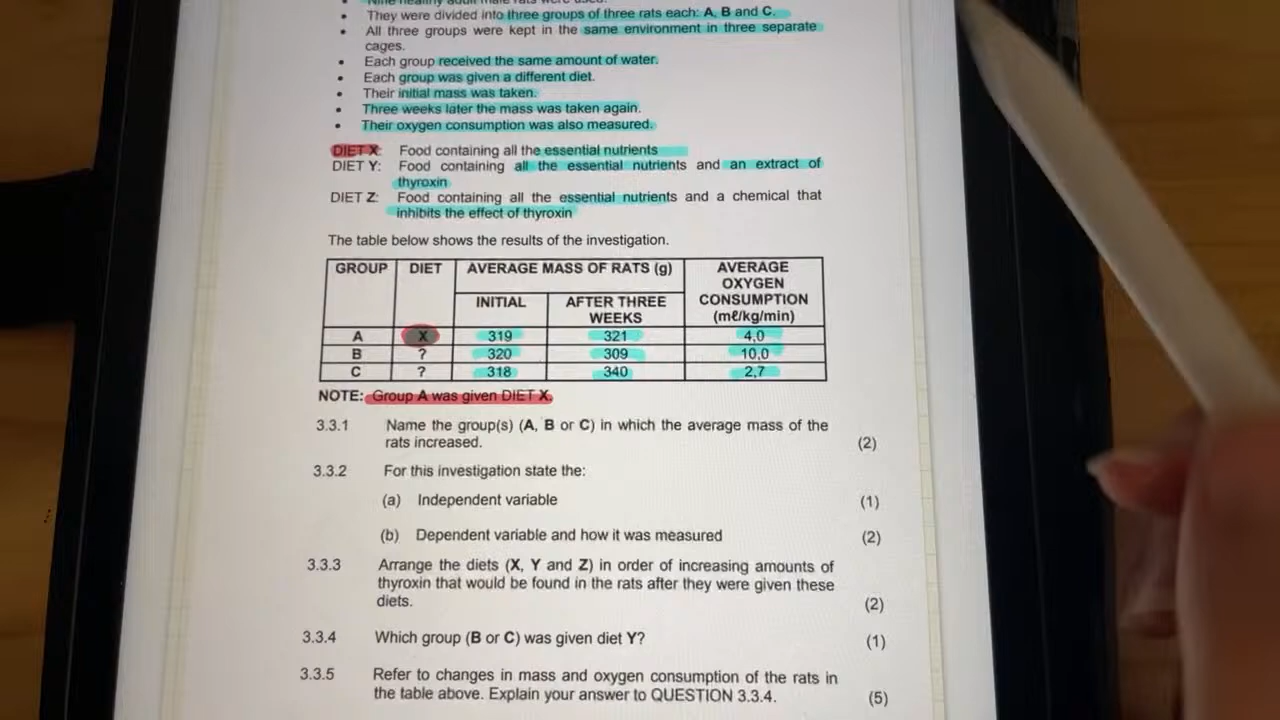 Nine healthy adult male rats were used.
• They were divided into three groups of three rats each: A, B and C.
• All three groups were kept in the same environment in three separate
cages.
• Each group received the same amount of water.
• Each group was given a different diet.
• Their initial mass was taken.
• Three weeks later the mass was taken again.
• Their oxygen consumption was also measured.
DIET X: Food containing all the essential nutrients
DIET Y: Food containing all the essential nutrients and an extract of
thyroxin
DIET Z: Food containing all the essential nutrients and a chemical that
inhibits the effect of thyroxin
The table below shows the results of the investigation.
GROUP DIET AVERAGE MASS OF RATS (g) AVERAGE
OXYGEN
INITIAL AFTER THREE CONSUMPTION
WEEKS (mℓ/kg/min)
A X 319 321 4,0
B ? 320 309 10,0
C ? 318 340 2,7
NOTE: Group A was given DIET X.
3.3.1 Name the group(s) (A, B or C) in which the average mass of the
rats increased. (2)
3.3.2 For this investigation state the:
(a) Independent variable (1)
(b) Dependent variable and how it was measured (2)
3.3.3 Arrange the diets (X, Y and Z) in order of increasing amounts of
thyroxin that would be found in the rats after they were given these
diets. (2)
3.3.4 Which group (B or C) was given diet Y? (1)
3.3.5 Refer to changes in mass and oxygen consumption of the rats in
the table above. Explain your answer to QUESTION 3.3.4. (5)